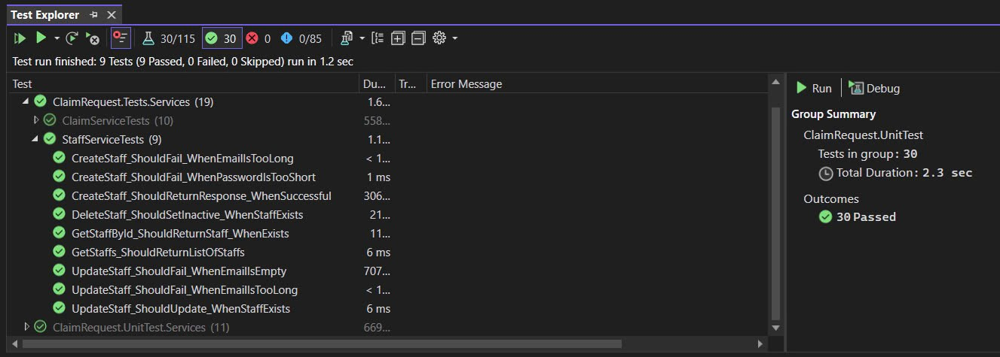 Test Explorer
30/115 30 0 0/85
Test run finished: 9 Tests (9 Passed, 0 Failed, 0 Skipped) run in 1.2 sec
Test Du... Tr... Error Message
ClaimRequest.Tests.Services (19) 1.6...
ClaimServiceTests (10) 558...
StaffServiceTests (9) 1.1...
CreateStaff_ShouldFail_WhenEmailIsTooLong < 1...
CreateStaff_ShouldFail_WhenPasswordIsTooShort 1 ms
CreateStaff_ShouldReturnResponse_WhenSuccessful 306...
DeleteStaff_ShouldSetInactive_WhenStaffExists 21...
GetStaffById_ShouldReturnStaff_WhenExists 11...
GetStaffs_ShouldReturnListOfStaffs 6 ms
UpdateStaff_ShouldFail_WhenEmailIsEmpty 707...
UpdateStaff_ShouldFail_WhenEmailIsTooLong < 1...
UpdateStaff_ShouldUpdate_WhenStaffExists 6 ms
ClaimRequest.UnitTest.Services (11) 669...
Run Debug
Group Summary
ClaimRequest.UnitTest
Tests in group: 30
Total Duration: 2.3 sec
Outcomes
30 Passed